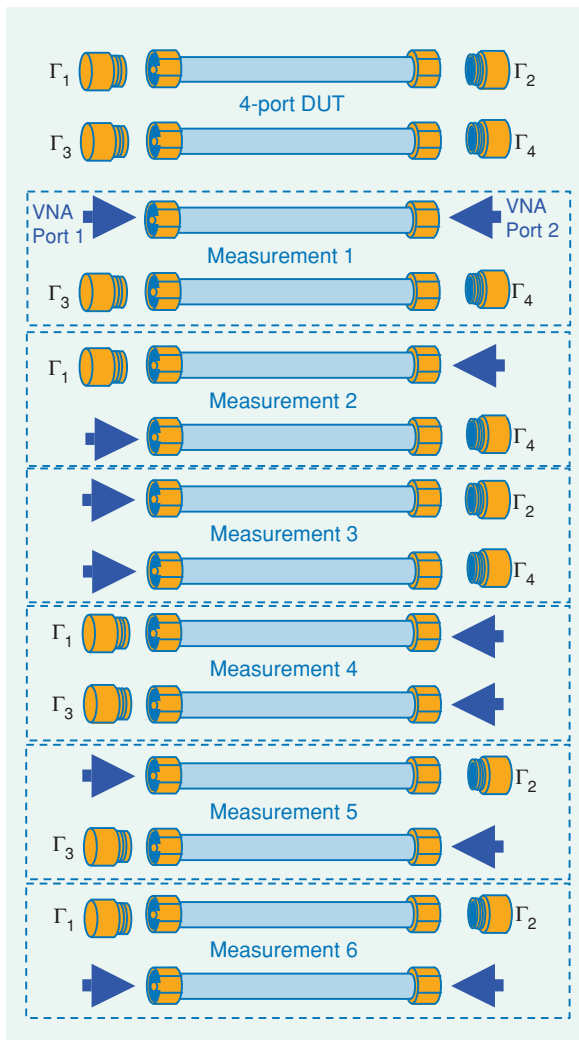 Γ1 Γ2
4-port DUT
Γ3 Γ4
VNA
Port 1
VNA
Port 2
Measurement 1
Γ3 Γ4
Γ1
Measurement 2
Γ4
Γ2
Measurement 3
Γ4
Γ1
Measurement 4
Γ3
Γ2
Measurement 5
Γ3
Γ1 Γ2
Measurement 6